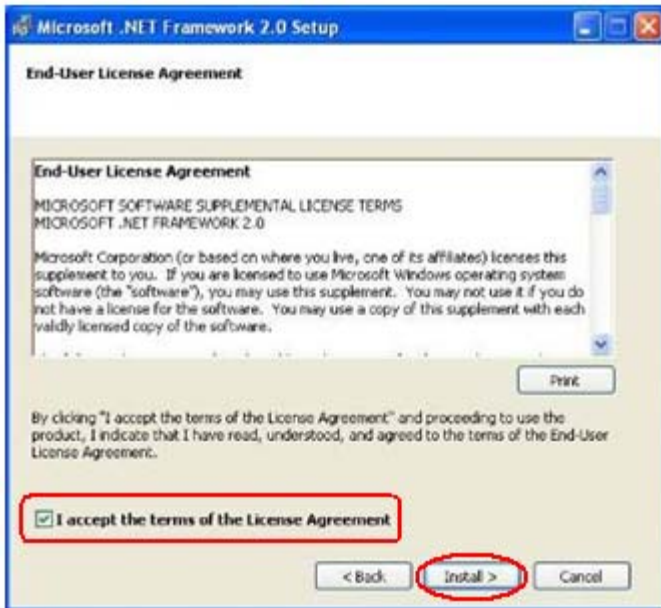 Microsoft .NET Framework 2.0 Setup
End-User License Agreement
End-User License Agreement
MICROSOFT SOFTWARE SUPPLEMENTAL LICENSE TERMS
MICROSOFT .NET FRAMEWORK 2.0
Microsoft Corporation (or based on where you live, one of its affiliates) licenses this
supplement to you.  If you are licensed to use Microsoft Windows operating system
software (the "software"), you may use this supplement.  You may not use it if you do
not have a license for the software.  You may use a copy of this supplement with each
validly licensed copy of the software.
Print
By clicking "I accept the terms of the License Agreement" and proceeding to use the
product, I indicate that I have read, understood, and agreed to the terms of the End-User
License Agreement.
I accept the terms of the License Agreement
< Back Install > Cancel